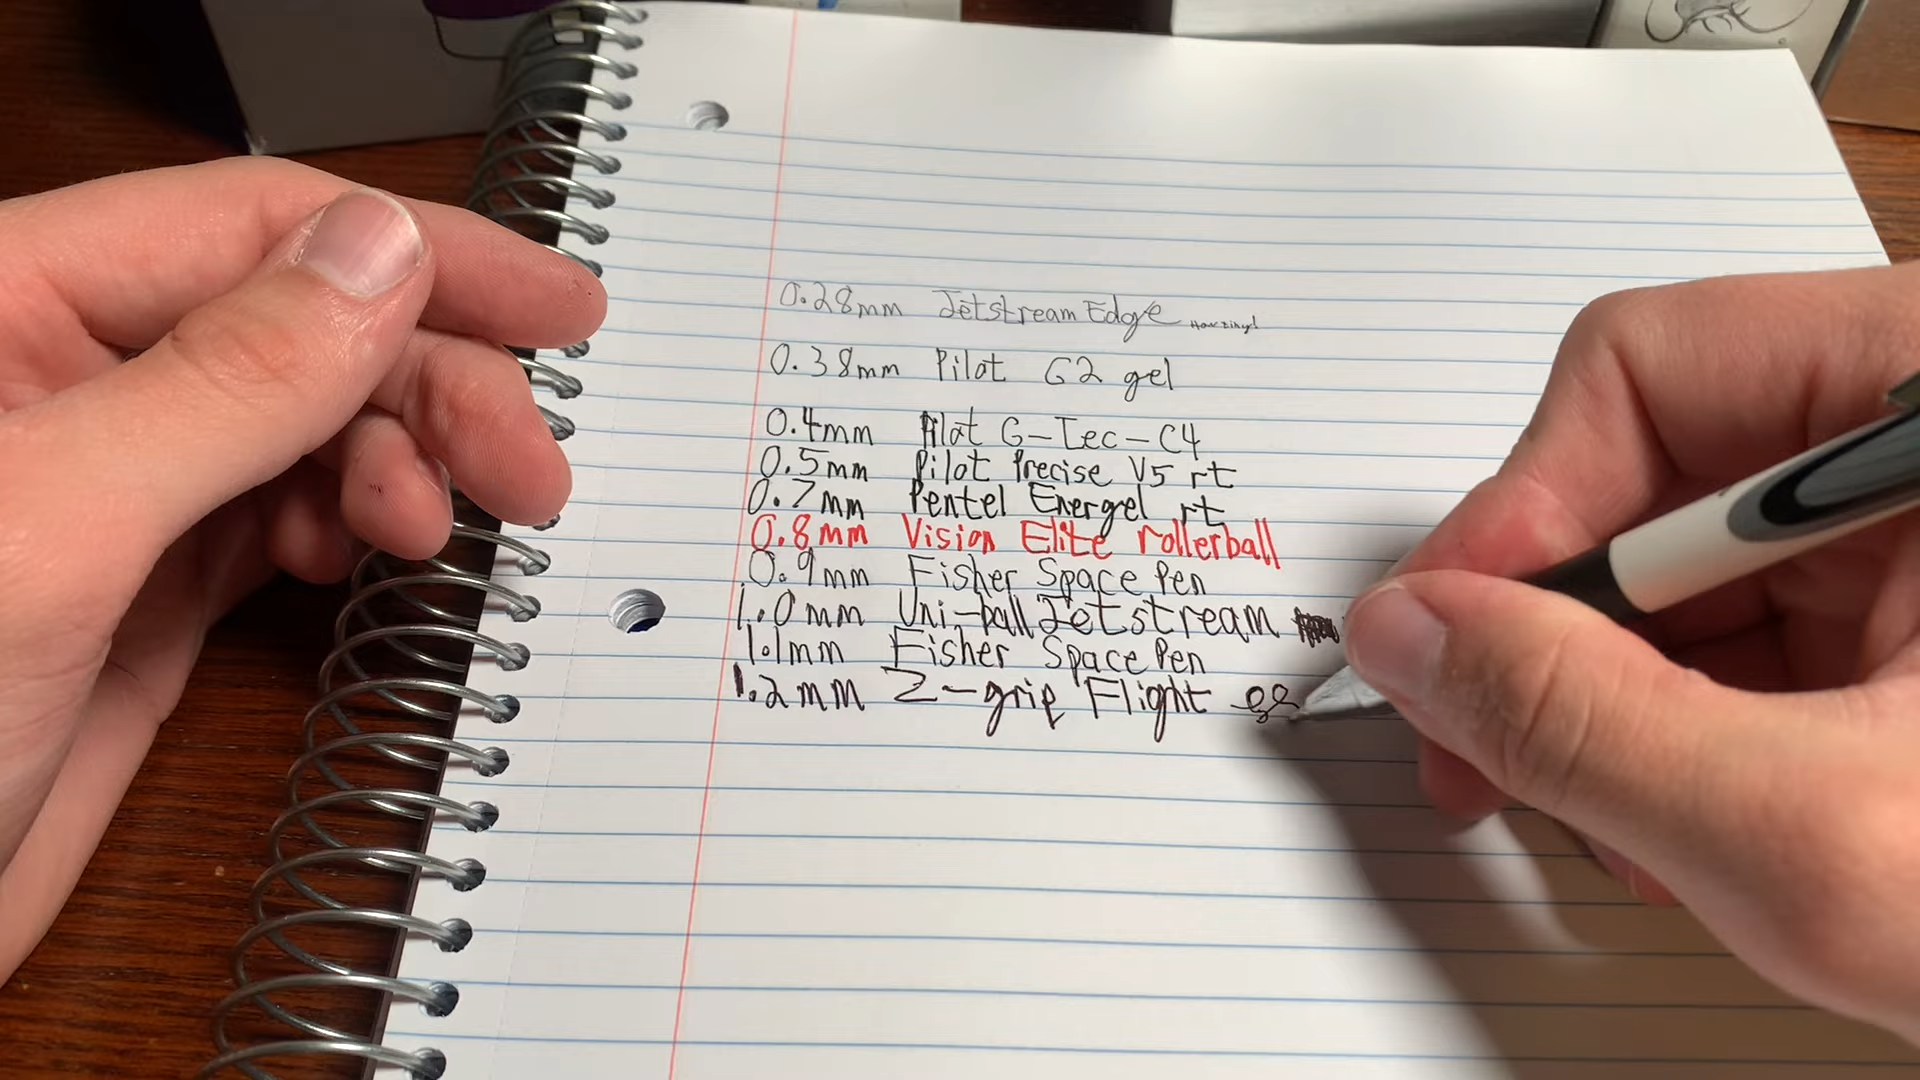 0.28mm Jetstream Edge How tiny!
0.38mm Pilot G2 gel
0.4mm Pilot G-Tec-C4
0.5mm Pilot Precise V5 rt
0.7mm Pentel Energel rt
0.8mm Vision Elite rollerball
0.9mm Fisher Space Pen
1.0mm Uni-ball Jetstream
1.1mm Fisher Space Pen
1.2mm Z-grip Flight